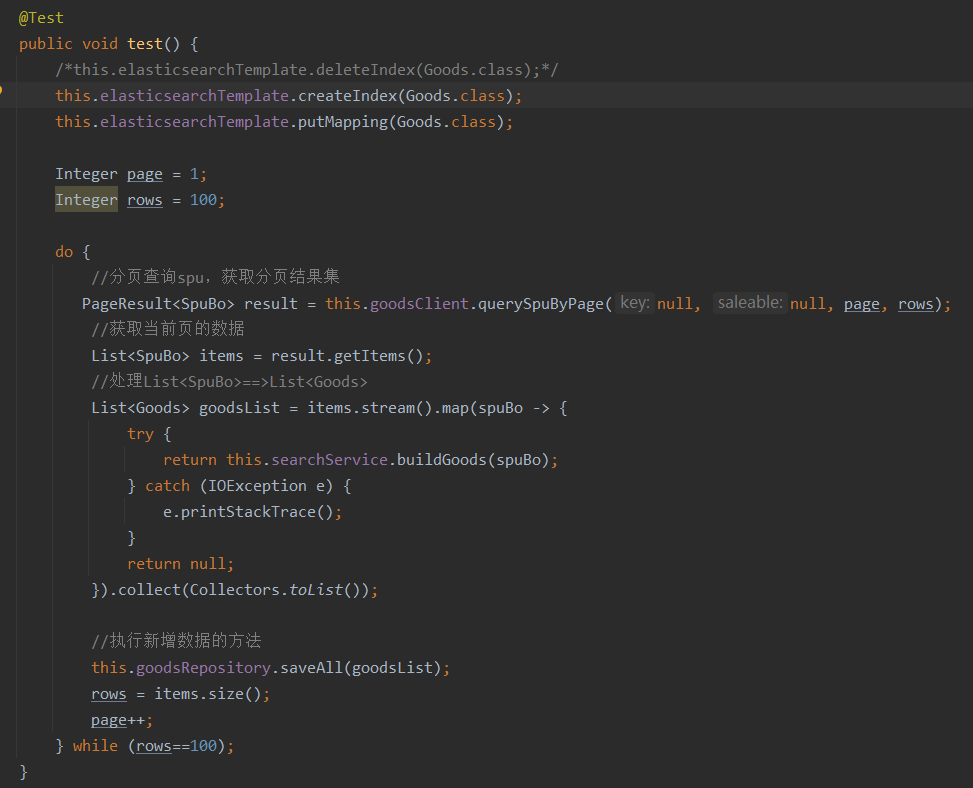 @Test
public void test() {
/*this.elasticsearchTemplate.deleteIndex(Goods.class);*/
this.elasticsearchTemplate.createIndex(Goods.class);
this.elasticsearchTemplate.putMapping(Goods.class);
Integer page = 1;
Integer rows = 100;
do {
//分页查询spu，获取分页结果集
PageResult<SpuBo> result = this.goodsClient.querySpuByPage( key: null, saleable: null, page, rows);
//获取当前页的数据
List<SpuBo> items = result.getItems();
//处理List<SpuBo>==>List<Goods>
List<Goods> goodsList = items.stream().map(spuBo -> {
try {
return this.searchService.buildGoods(spuBo);
} catch (IOException e) {
e.printStackTrace();
}
return null;
}).collect(Collectors.toList());
//执行新增数据的方法
this.goodsRepository.saveAll(goodsList);
rows = items.size();
page++;
} while (rows==100);
}